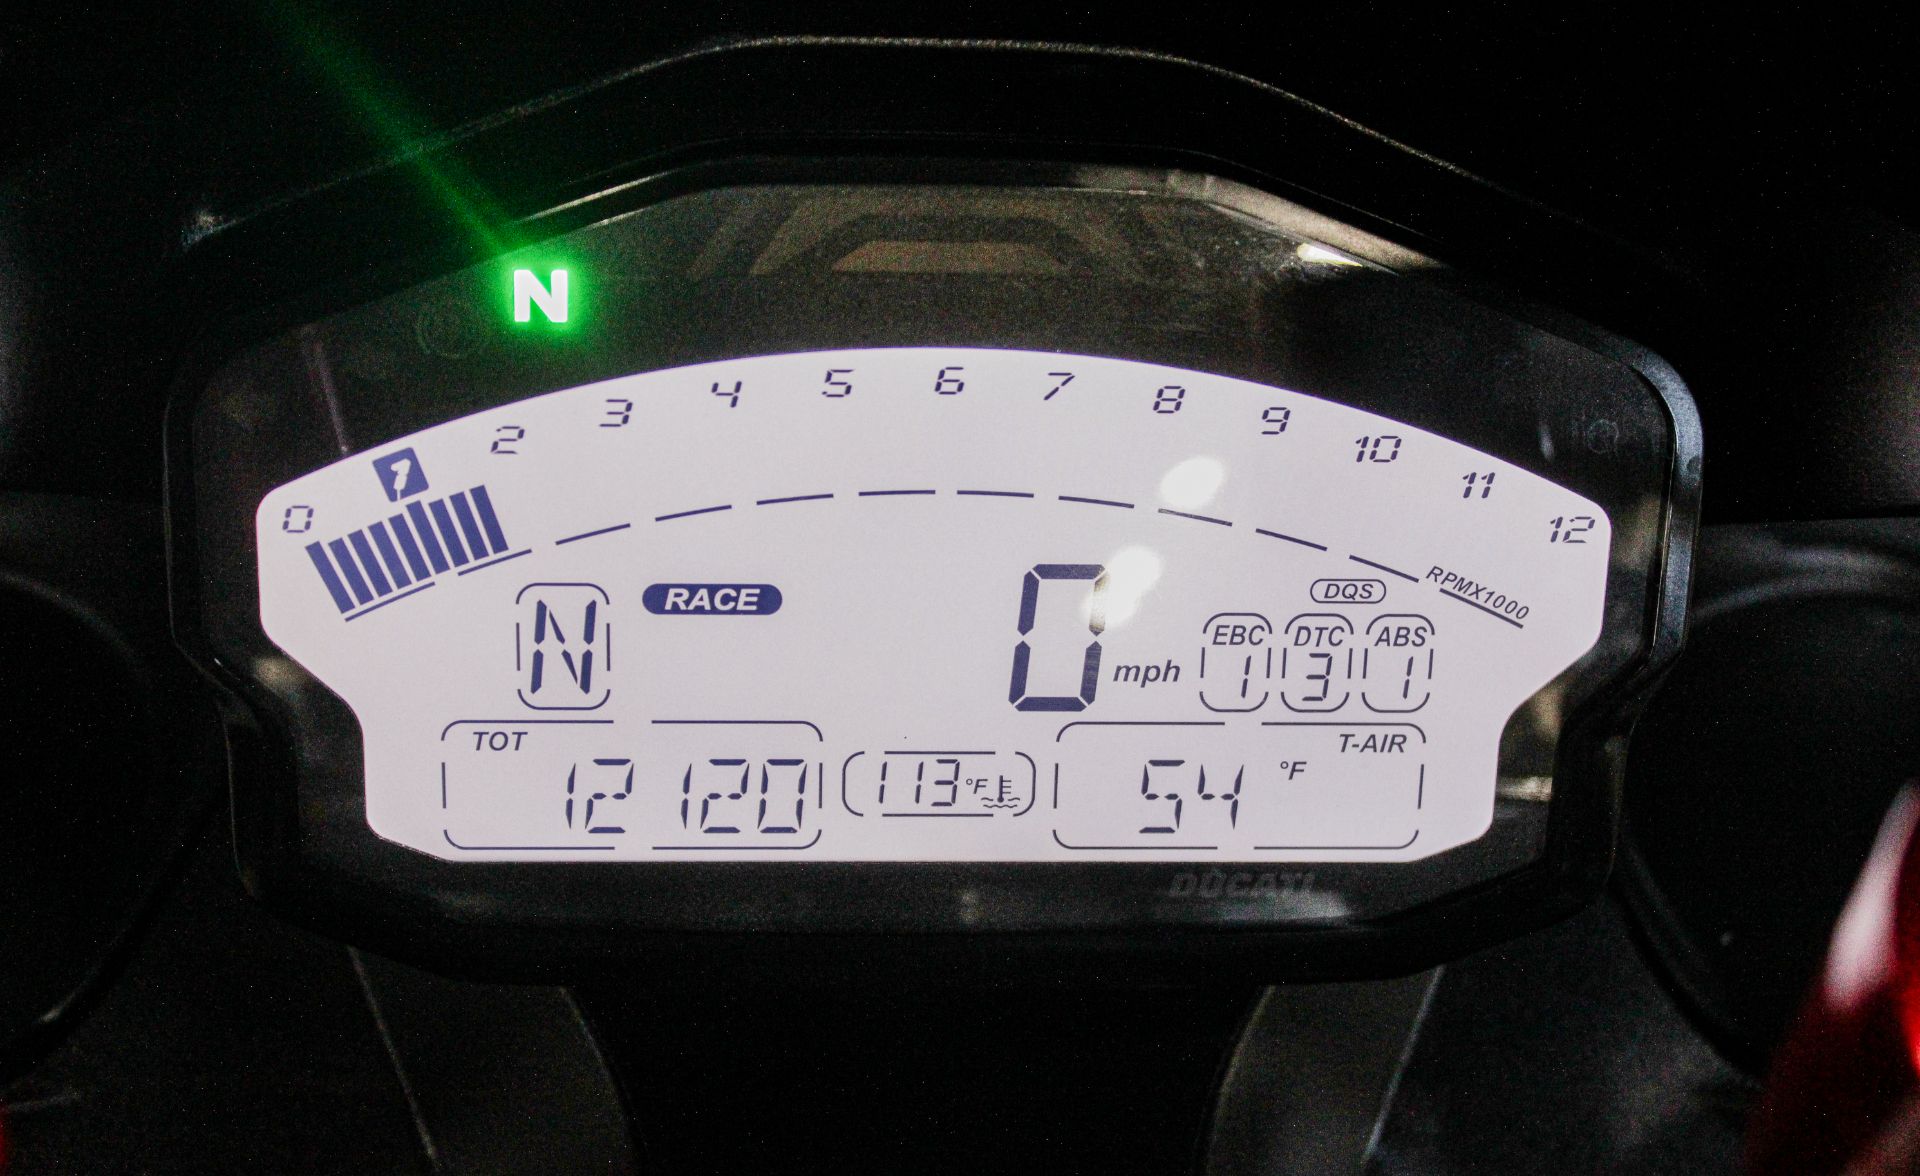 N
0 1 2 3 4 5 6 7 8 9 10 11 12
RPMX1000
N RACE 0 mph
DQS
EBC DTC ABS
1 3 1
TOT
12120
113 °F
T-AIR
54 °F
DUCATI